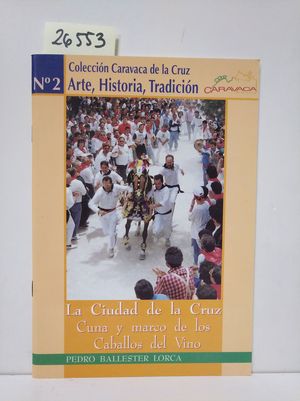 26553
Nº 2
Colección Caravaca de la Cruz
Arte, Historia, Tradición
CARAVACA
La Ciudad de la Cruz
Cuna y marco de los
Caballos del Vino
PEDRO BALLESTER LORCA